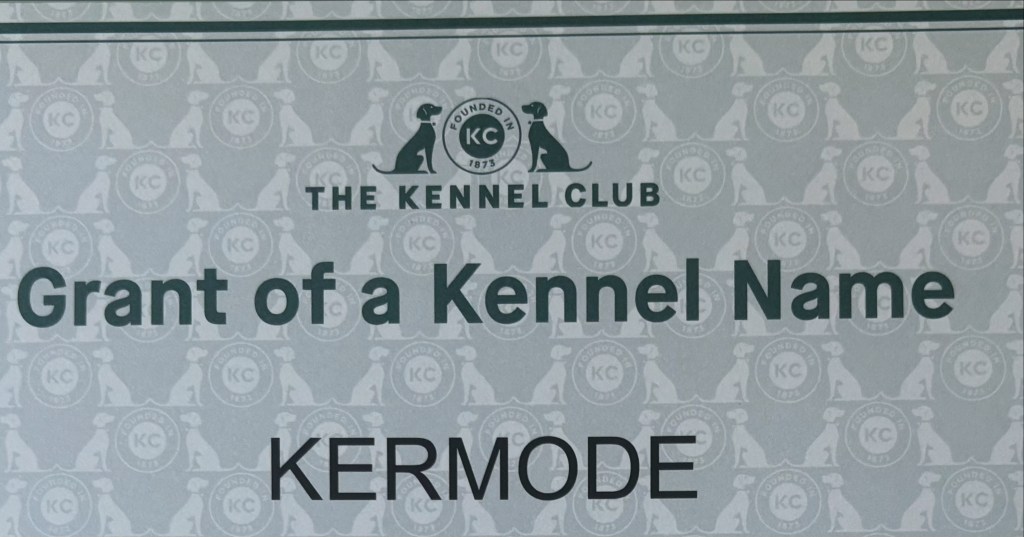 FOUNDED IN
KC
1873
THE KENNEL CLUB
Grant of a Kennel Name
KERMODE